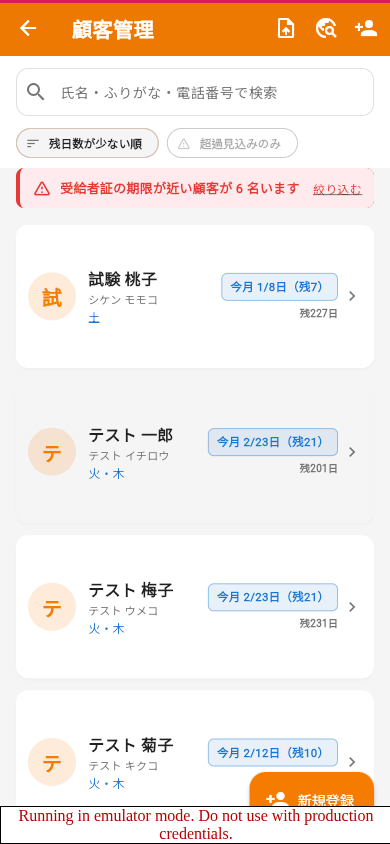 顧客管理
氏名・ふりがな・電話番号で検索
残日数が少ない順
超過見込みのみ
受給者証の期限が近い顧客が 6 名います 絞り込む
試
試験 桃子
シケン モモコ
土
今月 1/8日（残7）
残227日
テ
テスト 一郎
テスト イチロウ
火・木
今月 2/23日（残21）
残201日
テ
テスト 梅子
テスト ウメコ
火・木
今月 2/23日（残21）
残231日
テ
テスト 菊子
テスト キクコ
火・木
今月 2/12日（残10）
新規登録
Running in emulator mode. Do not use with production
credentials.